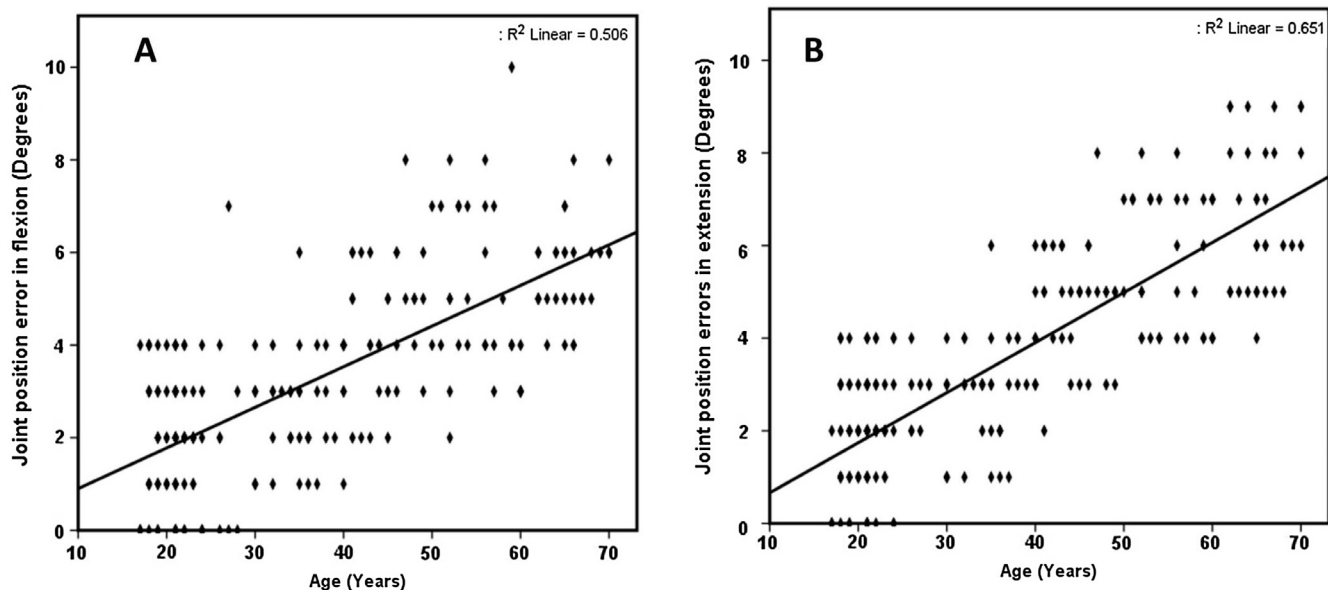 A
: R² Linear = 0.506
Joint position error in flexion (Degrees)
10
8
6
4
2
0
10 20 30 40 50 60 70
Age (Years)
B
: R² Linear = 0.651
Joint position errors in extension (Degrees)
10
8
6
4
2
0
10 20 30 40 50 60 70
Age (Years)